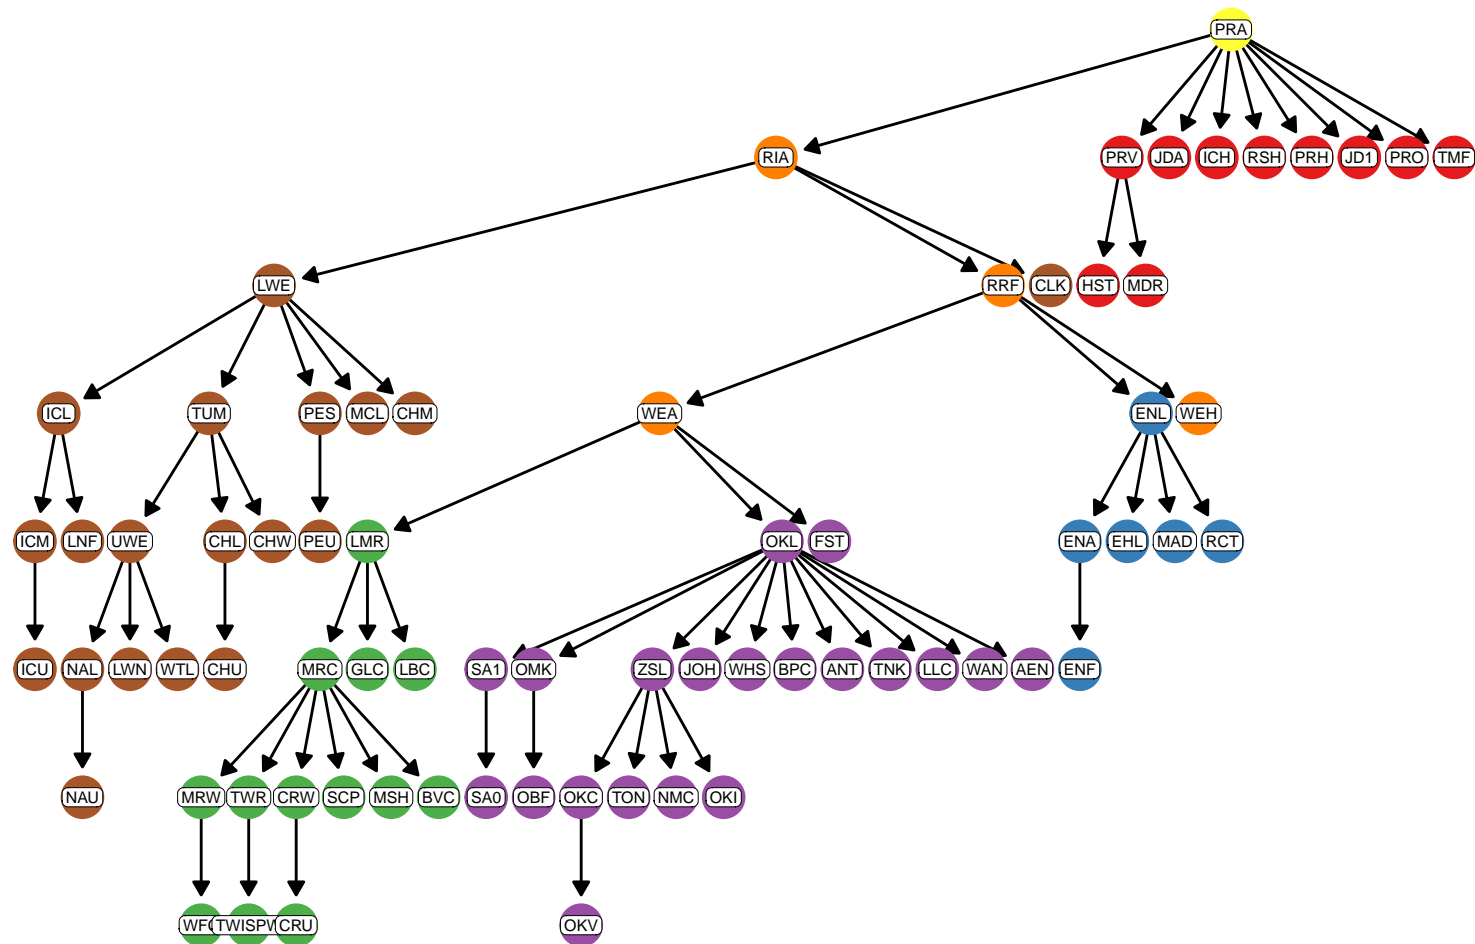 PRA
RIA PRV JDA ICH RSH PRH JD1 PRO TMF
LWE RRF CLK HST MDR
ICL TUM PES MCL CHM WEA ENL WEH
ICM LNF UWE CHL CHW PEU LMR OKL FST ENA EHL MAD RCT
ICU NAL LWN WTL CHU MRC GLC LBC SA1 OMK ZSL JOH WHS BPC ANT TNK LLC WAN AEN ENF
NAU MRW TWR CRW SCP MSH BVC SA0 OBF OKC TON NMC OKI
CRU OKV